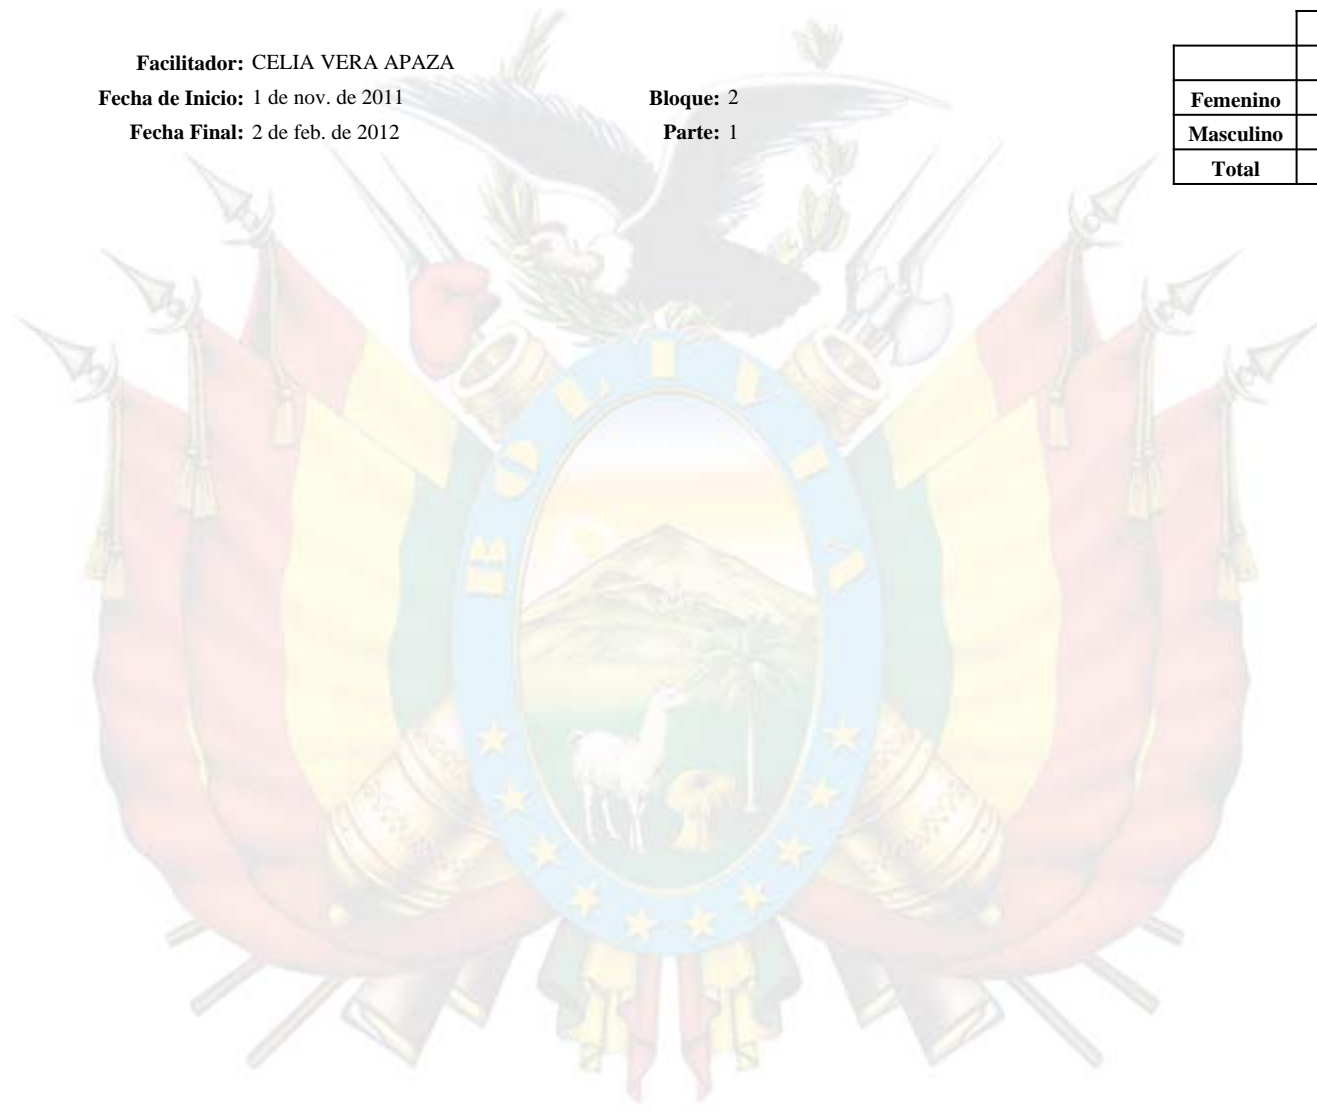 Facilitador: CELIA VERA APAZA
Fecha de Inicio: 1 de nov. de 2011 Bloque: 2
Fecha Final: 2 de feb. de 2012 Parte: 1
Femenino
Masculino
Total
BOLIVIA